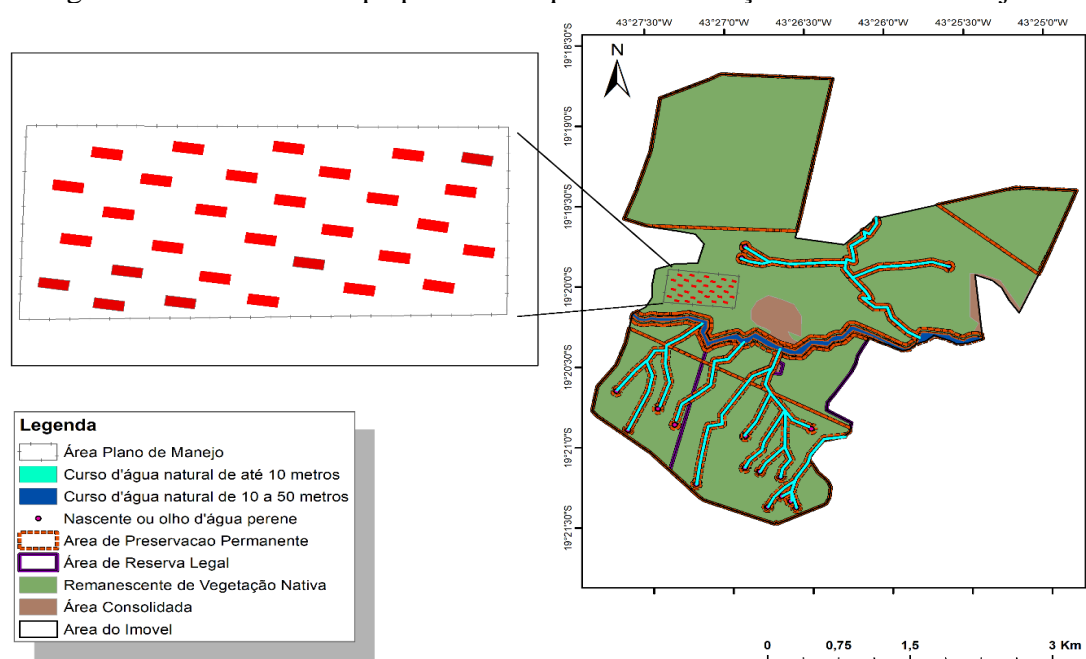 43°27'30"W 43°27'0"W 43°26'30"W 43°26'0"W 43°25'30"W 43°25'0"W
19°18'30"S
N
19°19'0"S
19°19'30"S
19°20'0"S
19°20'30"S
19°21'0"S
19°21'30"S
Legenda
Área Plano de Manejo
Curso d'água natural de até 10 metros
Curso d'água natural de 10 a 50 metros
Nascente ou olho d'água perene
Area de Preservacao Permanente
Área de Reserva Legal
Remanescente de Vegetação Nativa
Área Consolidada
Area do Imovel
0 0,75 1,5 3 Km